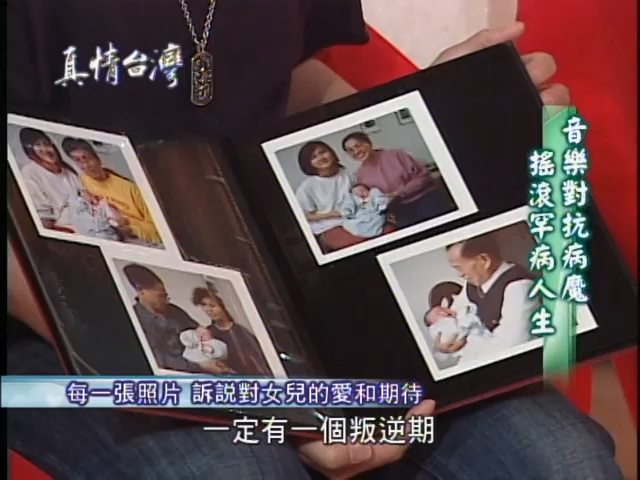 真情台灣
音樂對抗病魔
搖滾罕病人生
每一張照片 訴說對女兒的愛和期待
一定有一個叛逆期